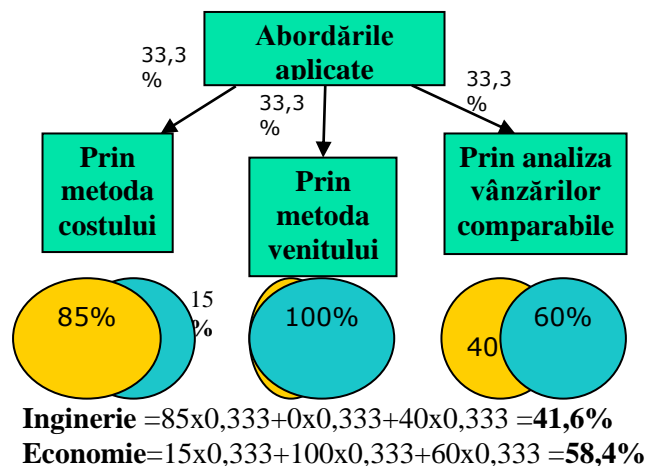 Abordările
aplicate
33,3
%
33,3
%
33,3
%
Prin
metoda
costului
Prin
metoda
venitului
Prin analiza
vânzărilor
comparabile
85%
15
%
100%
40
60%
Inginerie =85x0,333+0x0,333+40x0,333 =41,6%
Economie=15x0,333+100x0,333+60x0,333 =58,4%